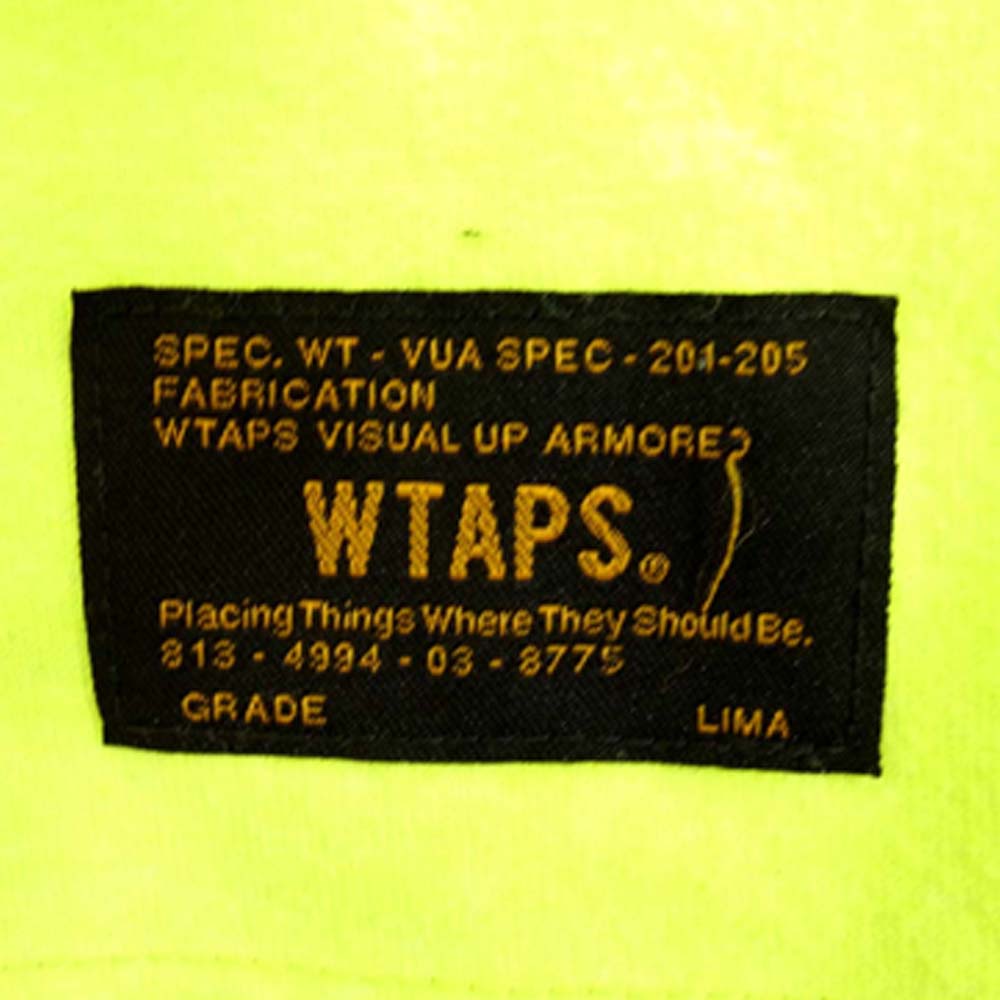 SPEC. WT - VUA SPEC - 201-205
FABRICATION
WTAPS VISUAL UP ARMORED
WTAPS.®
Placing Things Where They Should Be.
813 - 4994 - 03 - 8775
GRADE LIMA